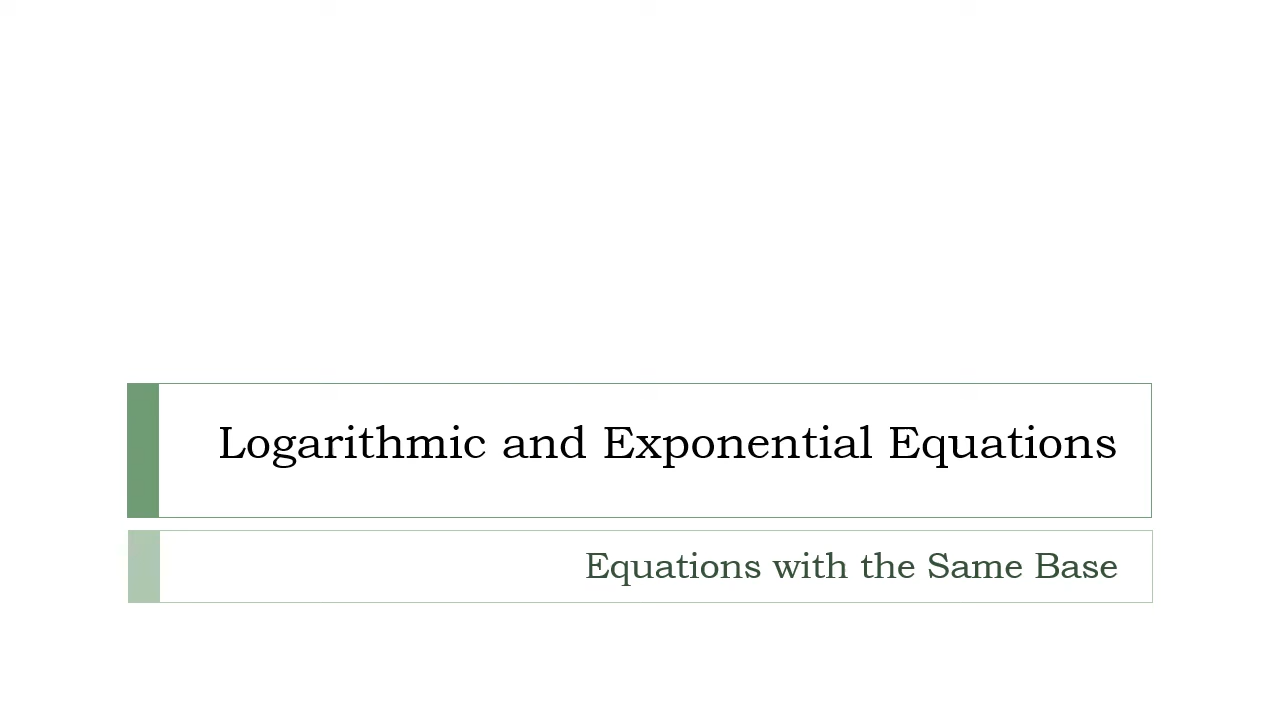 Logarithmic and Exponential Equations
Equations with the Same Base